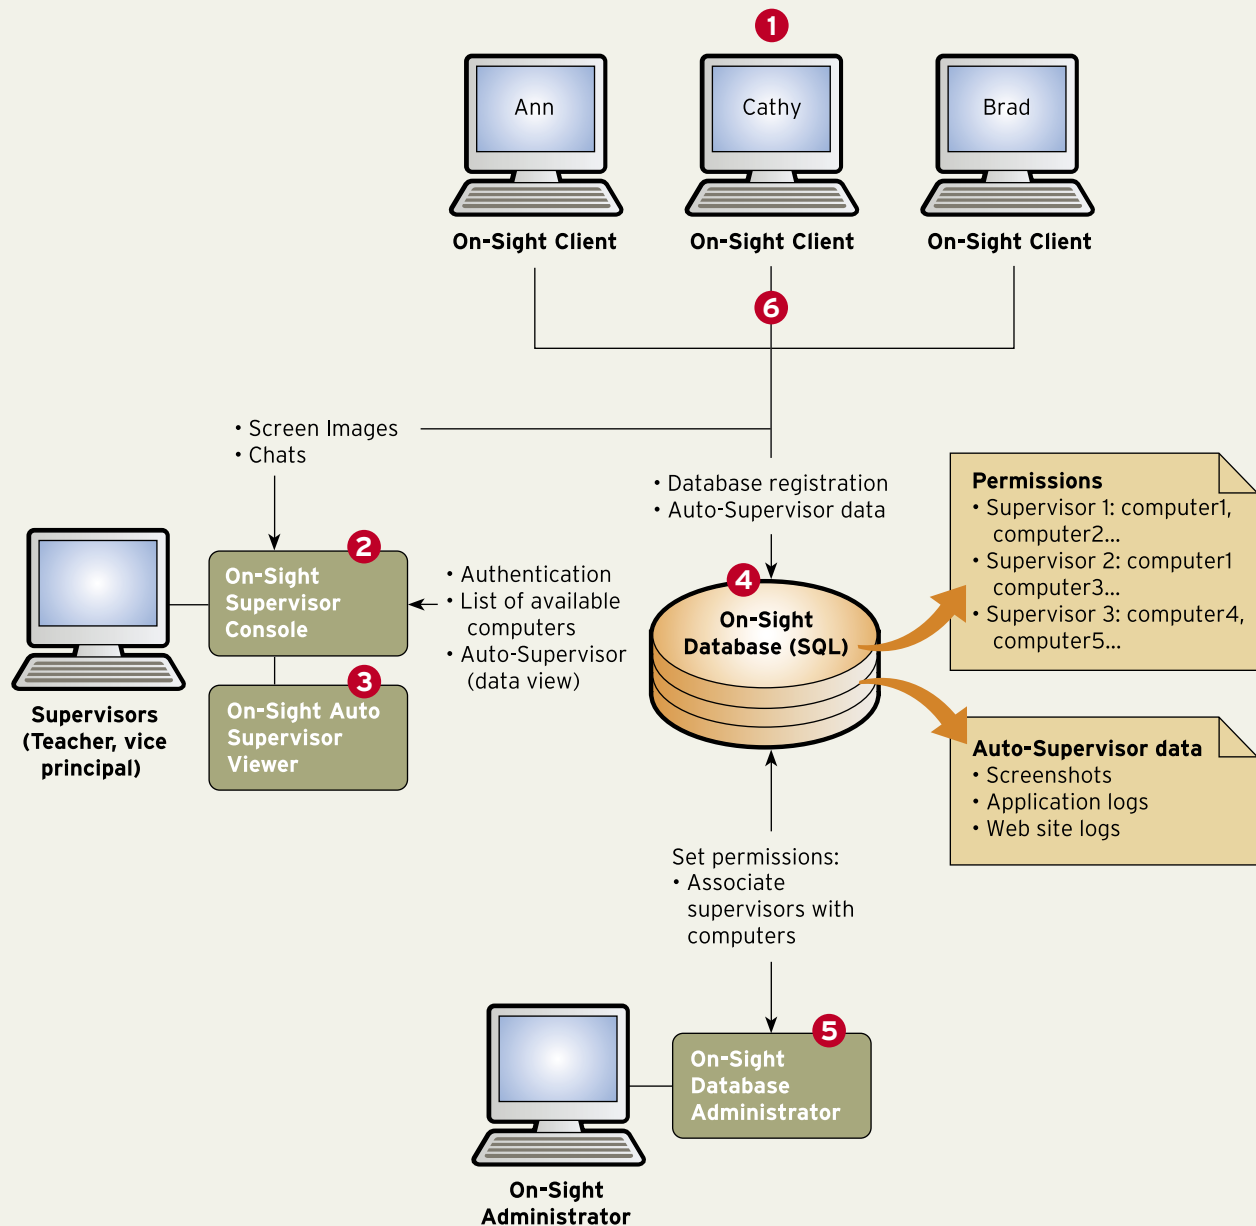 1
Ann
Cathy
Brad
On-Sight Client
On-Sight Client
On-Sight Client
6
• Screen Images
• Chats
• Database registration
• Auto-Supervisor data
Permissions
• Supervisor 1: computer1,
computer2...
• Supervisor 2: computer1
computer3...
• Supervisor 3: computer4,
computer5...
2
On-Sight
Supervisor
Console
• Authentication
• List of available
computers
• Auto-Supervisor
(data view)
4
On-Sight
Database (SQL)
3
On-Sight Auto
Supervisor
Viewer
Supervisors
(Teacher, vice
principal)
Auto-Supervisor data
• Screenshots
• Application logs
• Web site logs
Set permissions:
• Associate
supervisors with
computers
5
On-Sight
Database
Administrator
On-Sight
Administrator